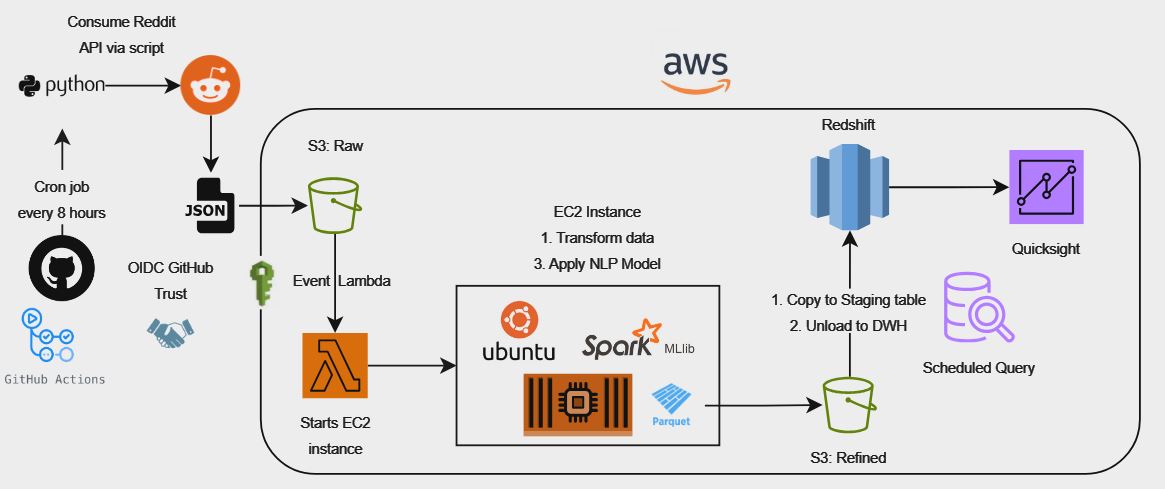 Consume Reddit
API via script
python
aws
Cron job
every 8 hours
JSON
OIDC GitHub
Trust
GitHub Actions
S3: Raw
Event Lambda
Starts EC2
instance
EC2 Instance
1. Transform data
3. Apply NLP Model
ubuntu
Spark
MLlib
Parquet
Redshift
Quicksight
1. Copy to Staging table
2. Unload to DWH
Scheduled Query
S3: Refined